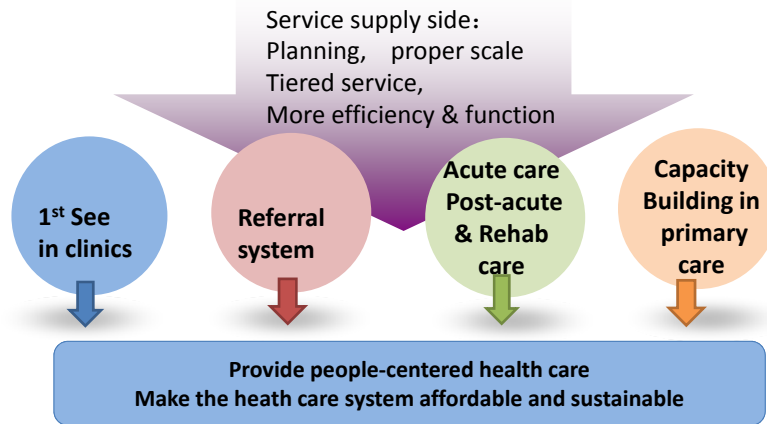 Service supply side：
Planning, proper scale
Tiered service,
More efficiency & function
1st See
in clinics
Referral
system
Acute care
Post-acute
& Rehab
care
Capacity
Building in
primary
care
Provide people-centered health care
Make the heath care system affordable and sustainable